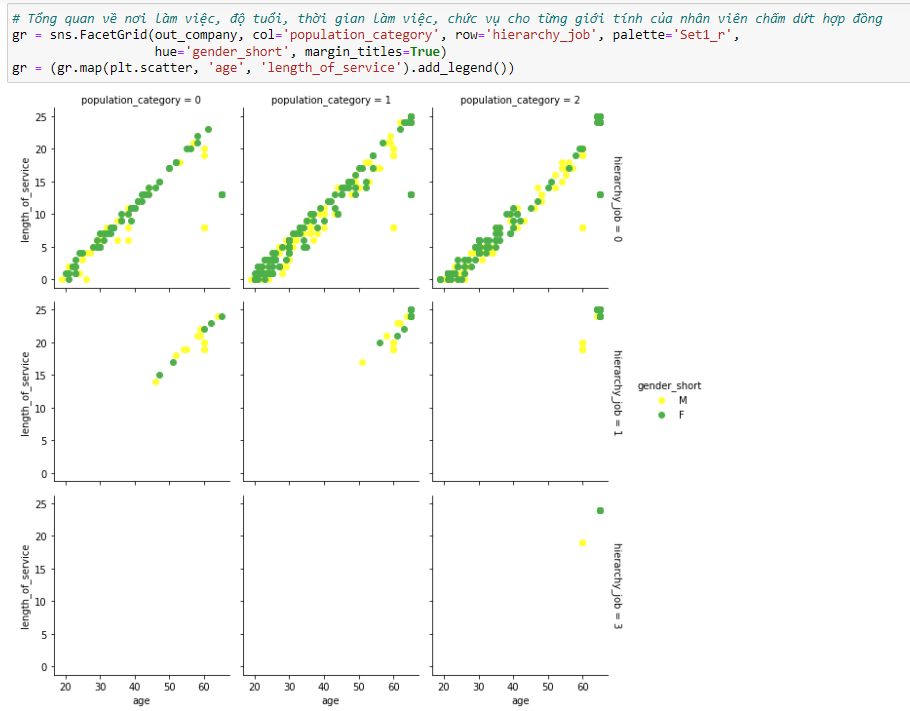 # Tổng quan về nơi làm việc, độ tuổi, thời gian làm việc, chức vụ cho từng giới tính của nhân viên chấm dứt hợp đồng
gr = sns.FacetGrid(out_company, col='population_category', row='hierarchy_job', palette='Set1_r',
hue='gender_short', margin_titles=True)
gr = (gr.map(plt.scatter, 'age', 'length_of_service').add_legend())
population_category = 0
population_category = 1
population_category = 2
25
20
15
10
5
0
length_of_service
hierarchy_job = 0
25
20
15
10
5
0
length_of_service
hierarchy_job = 1
gender_short
M
F
25
20
15
10
5
0
length_of_service
hierarchy_job = 3
20 30 40 50 60
20 30 40 50 60
20 30 40 50 60
age
age
age